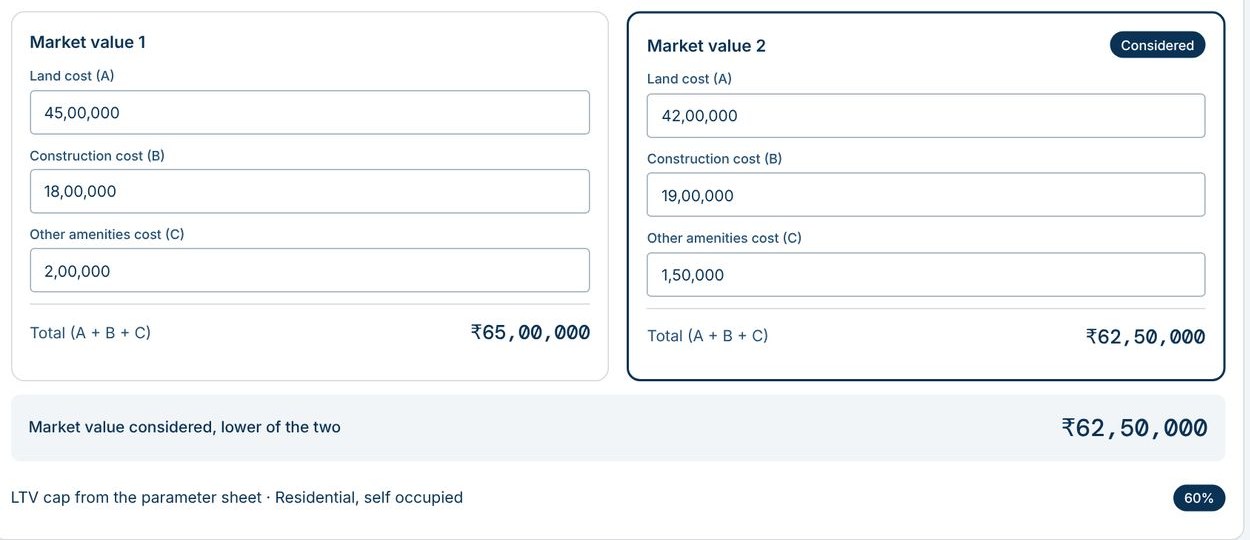 Market value 1
Land cost (A)
45,00,000
Construction cost (B)
18,00,000
Other amenities cost (C)
2,00,000
Total (A + B + C) ₹65,00,000
Market value 2 Considered
Land cost (A)
42,00,000
Construction cost (B)
19,00,000
Other amenities cost (C)
1,50,000
Total (A + B + C) ₹62,50,000
Market value considered, lower of the two ₹62,50,000
LTV cap from the parameter sheet · Residential, self occupied 60%